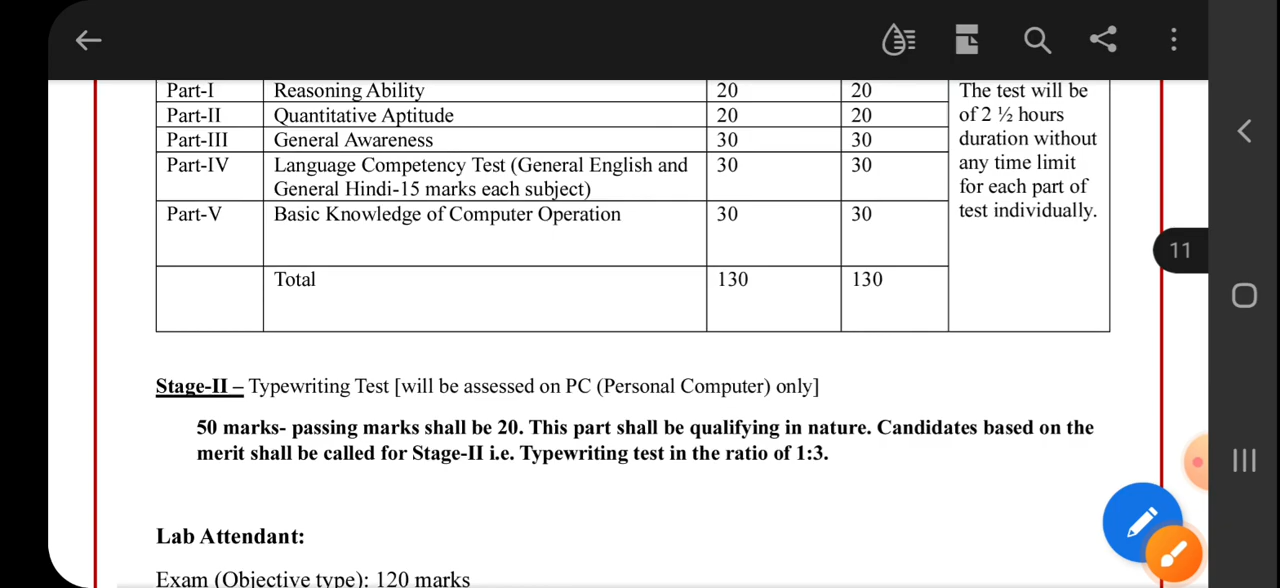 Part-I Reasoning Ability 20 20 The test will be
Part-II Quantitative Aptitude 20 20 of 2 ½ hours
Part-III General Awareness 30 30 duration without
Part-IV Language Competency Test (General English and 30 30 any time limit
General Hindi-15 marks each subject) for each part of
Part-V Basic Knowledge of Computer Operation 30 30 test individually.
11
Total 130 130
Stage-II – Typewriting Test [will be assessed on PC (Personal Computer) only]
50 marks- passing marks shall be 20. This part shall be qualifying in nature. Candidates based on the
merit shall be called for Stage-II i.e. Typewriting test in the ratio of 1:3.
Lab Attendant:
Exam (Objective type): 120 marks